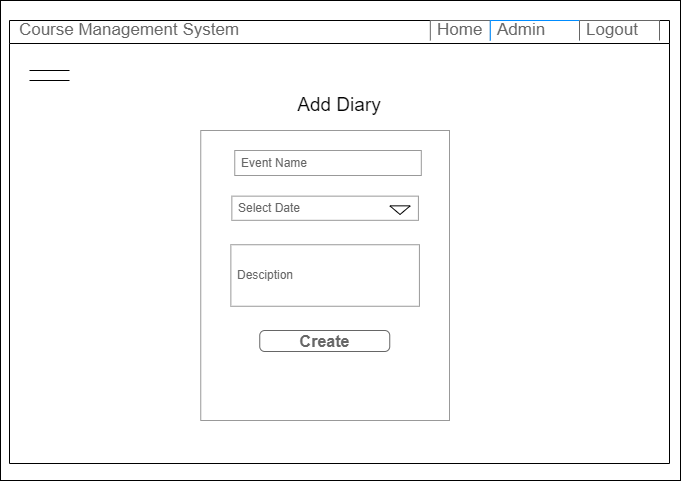 Course Management System Home Admin Logout
Add Diary
Event Name
Select Date
Desciption
Create